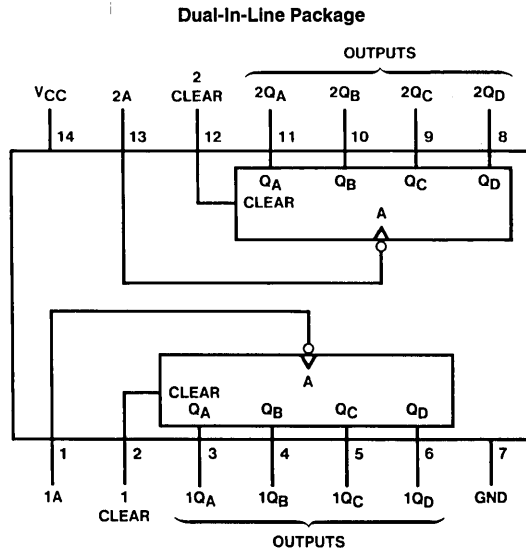 Dual-In-Line Package
OUTPUTS
VCC 2A 2 CLEAR 2QA 2QB 2QC 2QD
14 13 12 11 10 9 8
QA QB QC QD
CLEAR
A
A
CLEAR
QA QB QC QD
1 2 3 4 5 6 7
1A 1 CLEAR 1QA 1QB 1QC 1QD GND
OUTPUTS